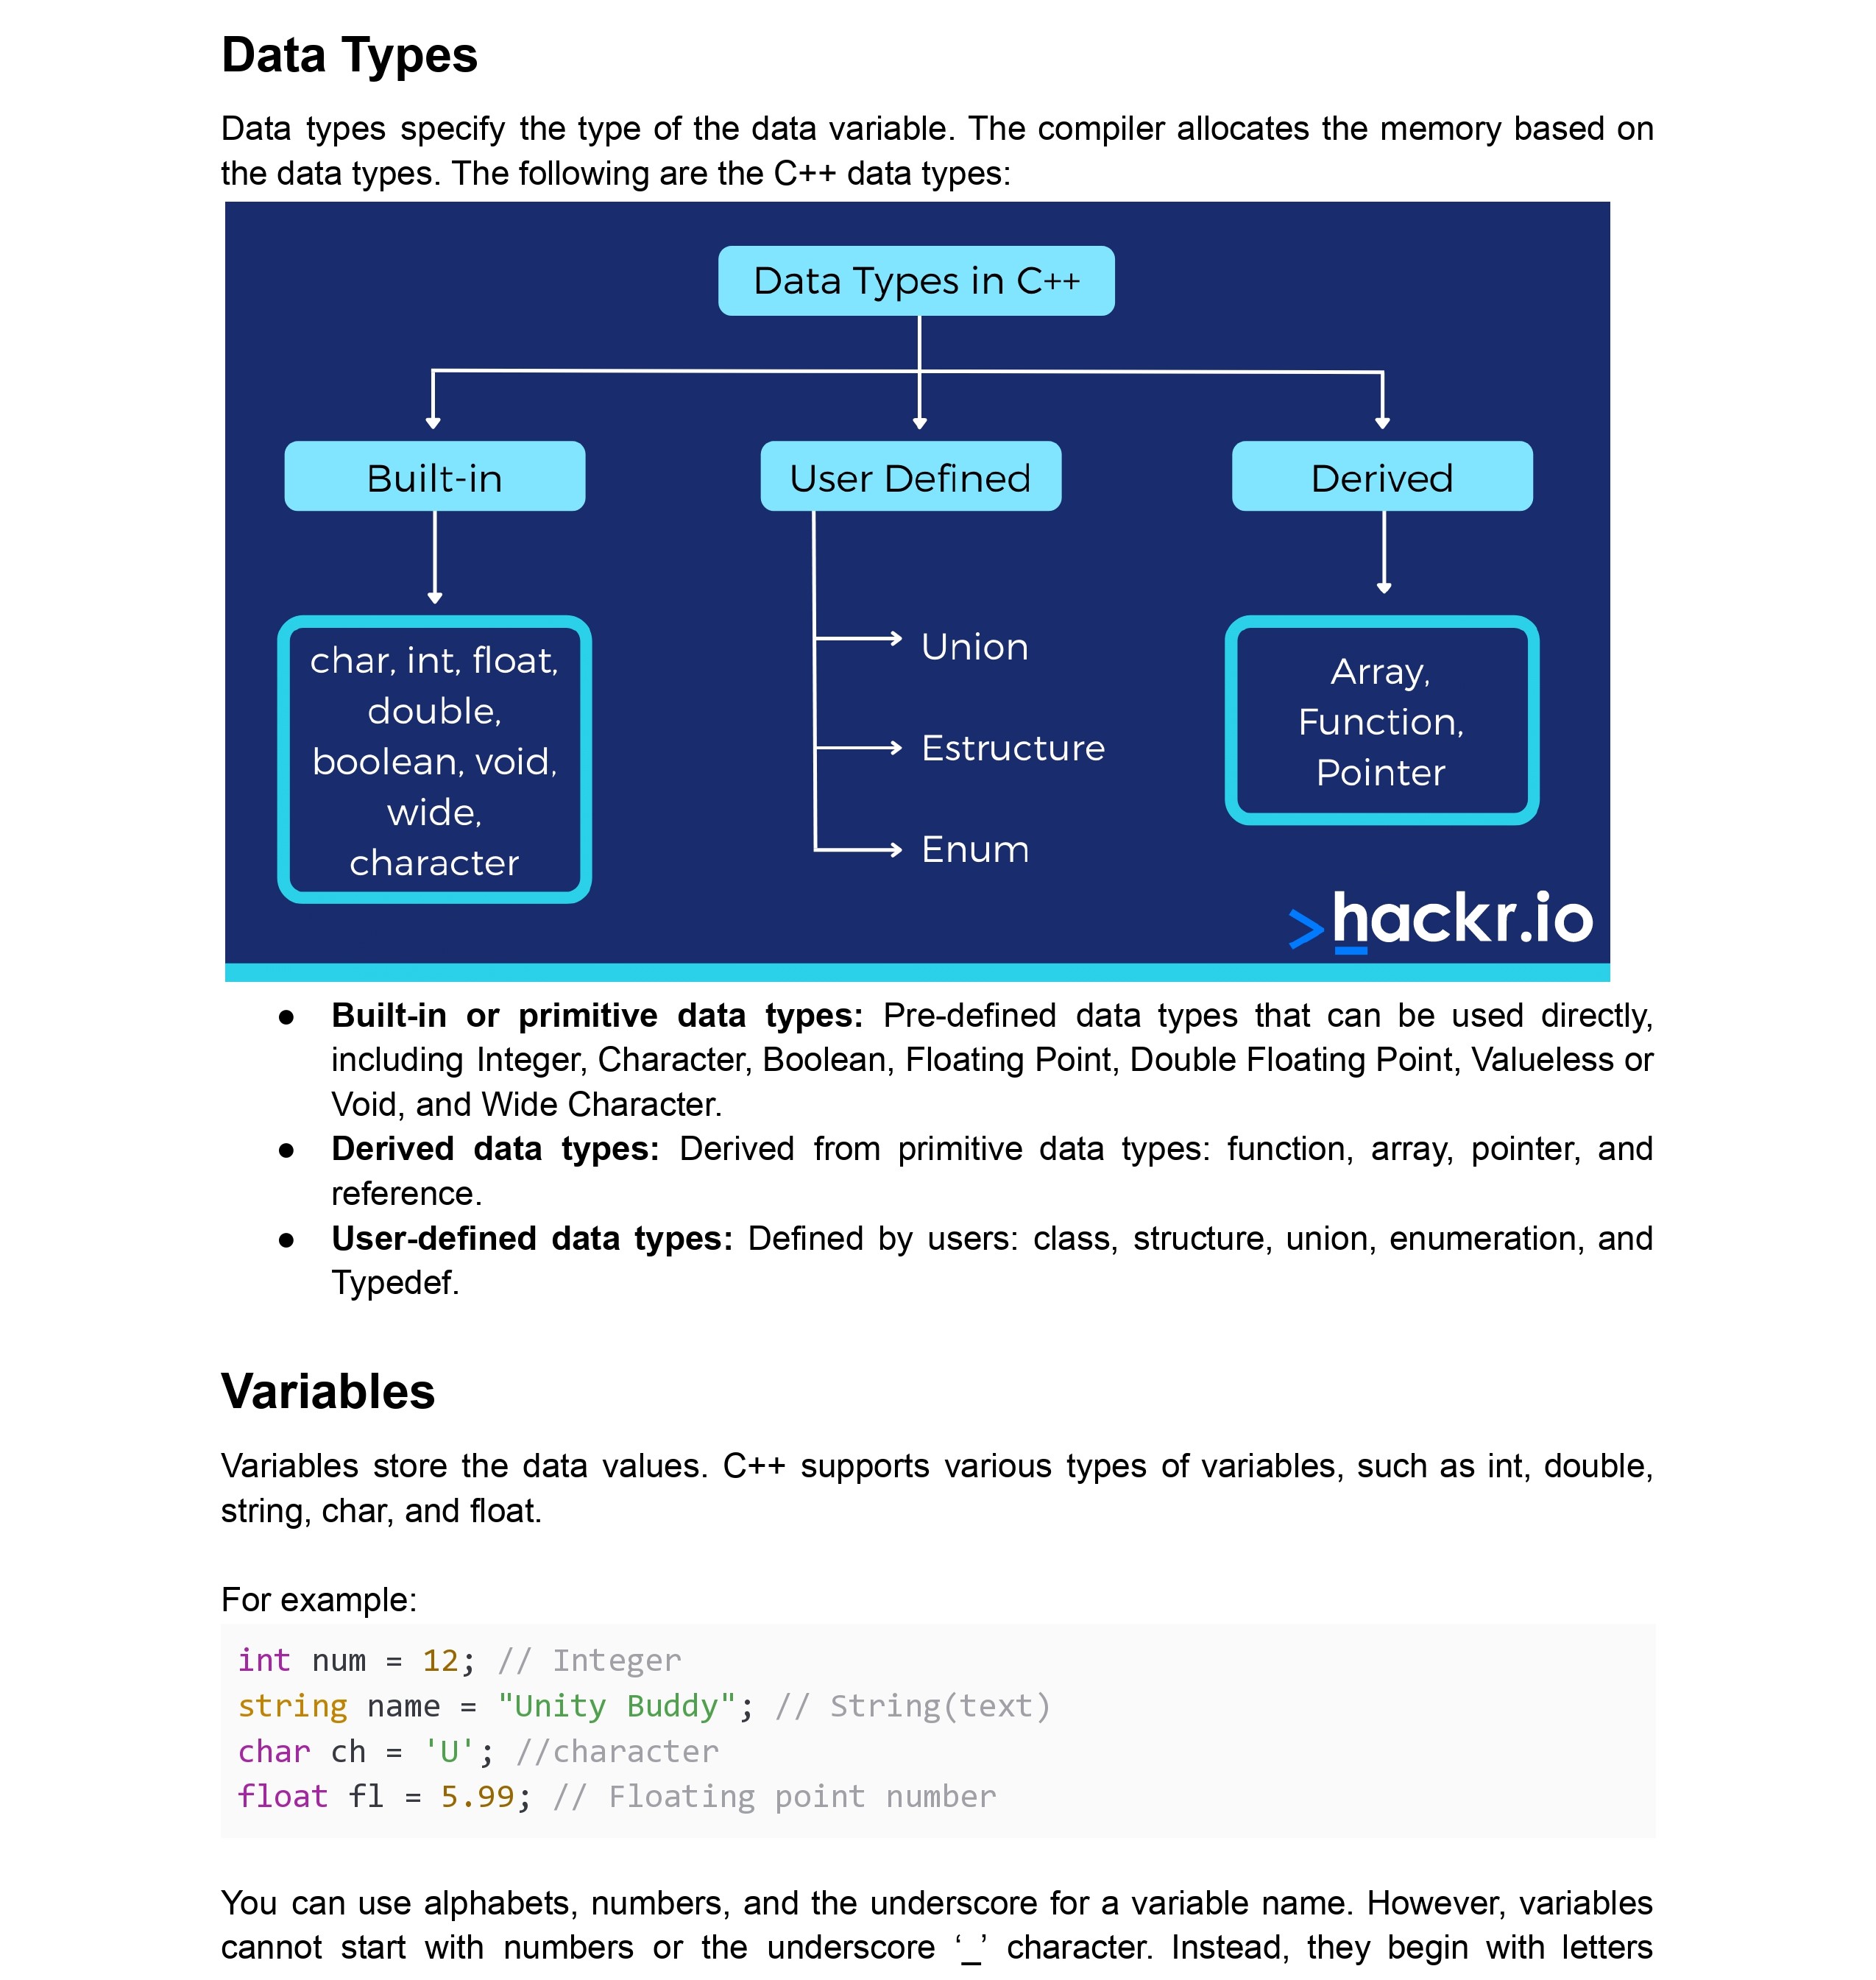 Data Types
Data types specify the type of the data variable. The compiler allocates the memory based on
the data types. The following are the C++ data types:
Data Types in C++
Built-in
User Defined
Derived
char, int, float,
double,
boolean, void,
wide,
character
Union
Estructure
Enum
Array,
Function,
Pointer
>hackr.io
● Built-in or primitive data types: Pre-defined data types that can be used directly,
including Integer, Character, Boolean, Floating Point, Double Floating Point, Valueless or
Void, and Wide Character.
● Derived data types: Derived from primitive data types: function, array, pointer, and
reference.
● User-defined data types: Defined by users: class, structure, union, enumeration, and
Typedef.
Variables
Variables store the data values. C++ supports various types of variables, such as int, double,
string, char, and float.
For example:
int num = 12; // Integer
string name = "Unity Buddy"; // String(text)
char ch = 'U'; //character
float fl = 5.99; // Floating point number
You can use alphabets, numbers, and the underscore for a variable name. However, variables
cannot start with numbers or the underscore ‘_’ character. Instead, they begin with letters